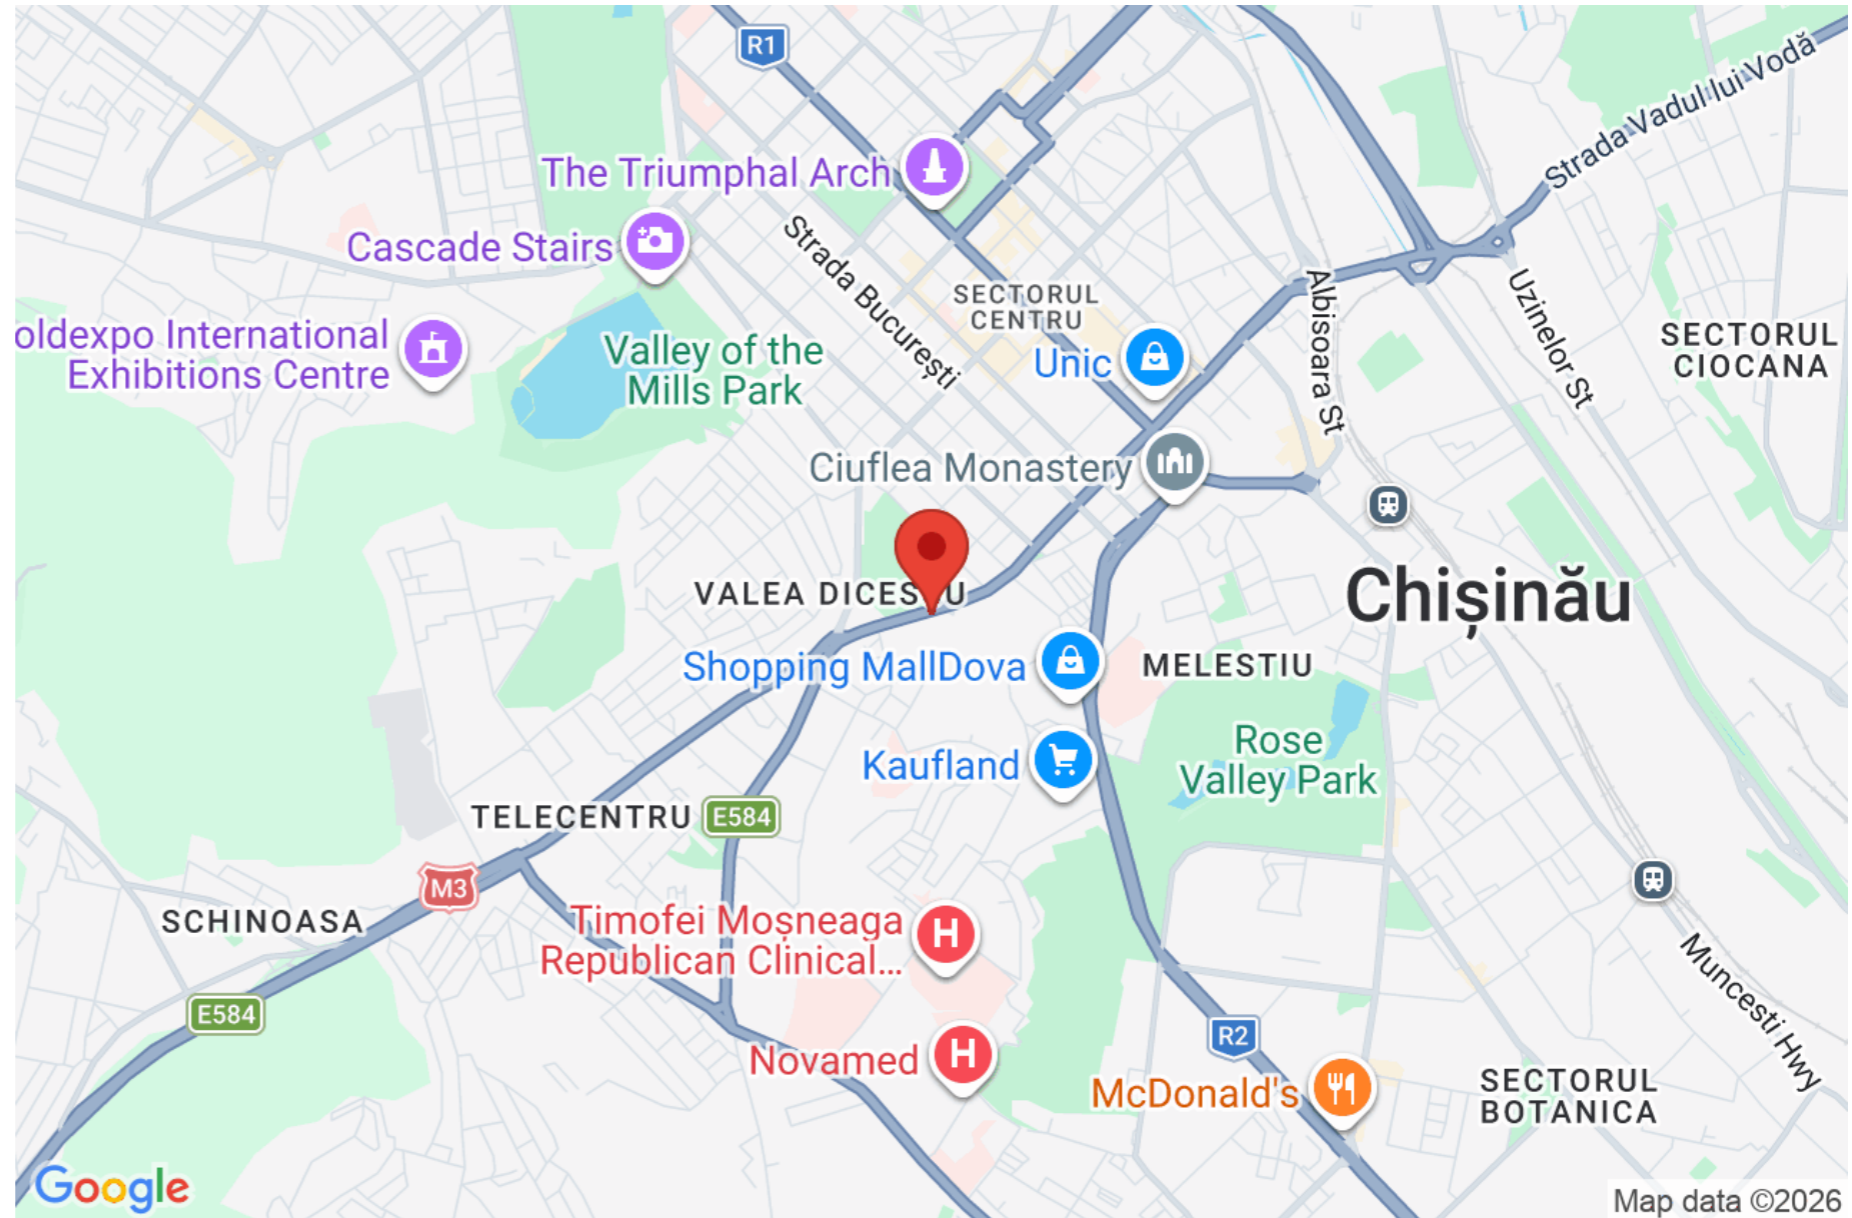 R1
Strada Vadul lui Vodă
The Triumphal Arch
Cascade Stairs
Strada București
SECTORUL
CENTRU
Albisoara St
Uzinelor St
SECTORUL
CIOCANA
oldexpo International
Exhibitions Centre
Valley of the
Mills Park
Unic
Ciuflea Monastery
VALEA DICES U
Chișinău
Shopping MallDova
MELESTIU
Rose
Valley Park
Kaufland
TELECENTRU
E584
M3
SCHINOASA
Timofei Moșneaga
Republican Clinical...
H
E584
Novamed
H
R2
McDonald's
Muncesti Hwy
SECTORUL
BOTANICA
Google
Map data ©2026